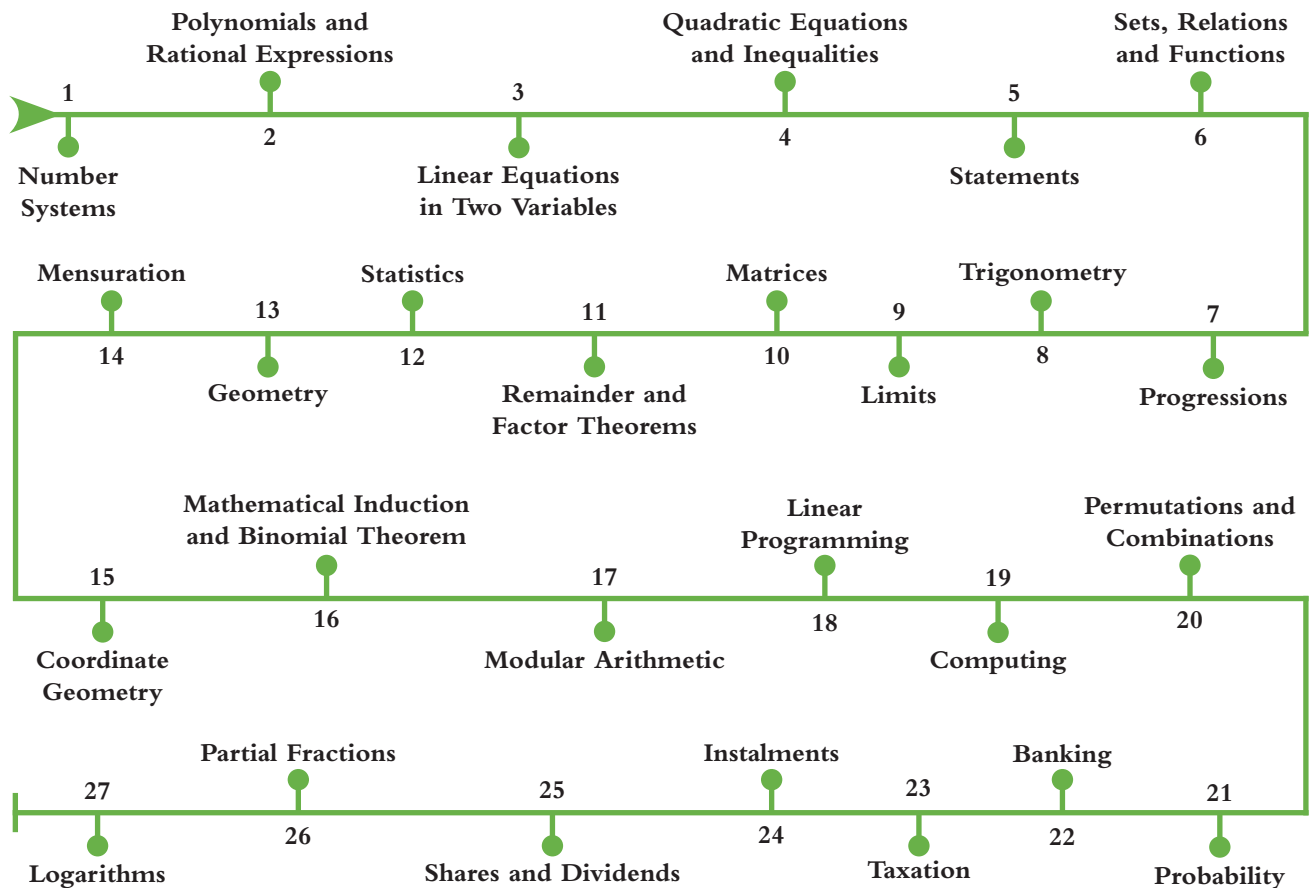 Polynomials and
Rational Expressions
Quadratic Equations
and Inequalities
Sets, Relations
and Functions
1
3
5
2
4
6
Number
Systems
Linear Equations
in Two Variables
Statements
Mensuration
Statistics
Matrices
Trigonometry
13
11
9
7
14
12
10
8
Geometry
Remainder and
Factor Theorems
Limits
Progressions
Mathematical Induction
and Binomial Theorem
Linear
Programming
Permutations and
Combinations
15
17
19
16
18
20
Coordinate
Geometry
Modular Arithmetic
Computing
Partial Fractions
Instalments
Banking
27
25
23
21
26
24
22
Logarithms
Shares and Dividends
Taxation
Probability